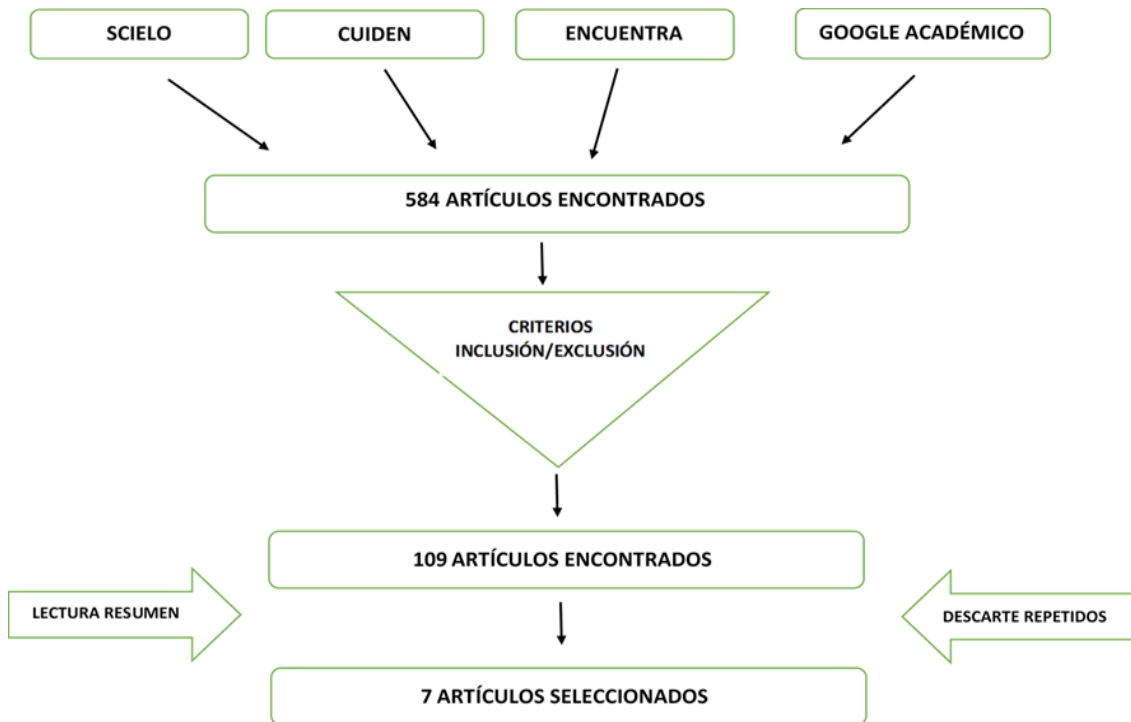 SCIELO
CUIDEN
ENCUENTRA
GOOGLE ACADÉMICO
584 ARTÍCULOS ENCONTRADOS
CRITERIOS
INCLUSIÓN/EXCLUSIÓN
109 ARTÍCULOS ENCONTRADOS
LECTURA RESUMEN
DESCARTE REPETIDOS
7 ARTÍCULOS SELECCIONADOS